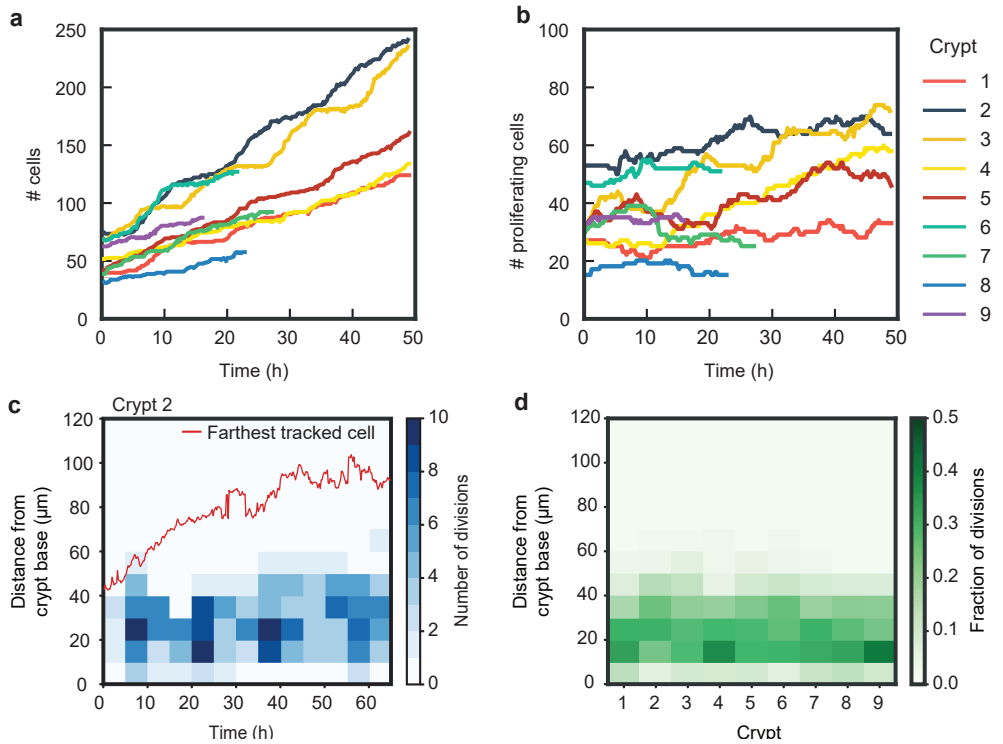 a
250
200
150
100
50
0
# cells
0 10 20 30 40 50
Time (h)
b
100
80
60
40
20
0
# proliferating cells
0 10 20 30 40 50
Time (h)
Crypt
1
2
3
4
5
6
7
8
9
c
Crypt 2
120
100
80
60
40
20
0
Distance from
crypt base (µm)
Farthest tracked cell
0 10 20 30 40 50 60
Time (h)
10
8
6
4
2
0
Number of divisions
d
120
100
80
60
40
20
0
Distance from
crypt base (µm)
1 2 3 4 5 6 7 8 9
Crypt
0.5
0.4
0.3
0.2
0.1
0.0
Fraction of divisions